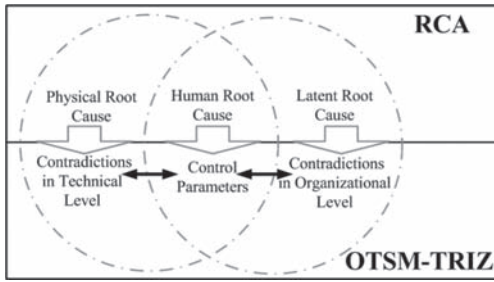 RCA
Physical Root
Cause
Human Root
Cause
Latent Root
Cause
Contradictions
in Technical
Level
Control
Parameters
Contradictions
in Organizational
Level
OTSM-TRIZ